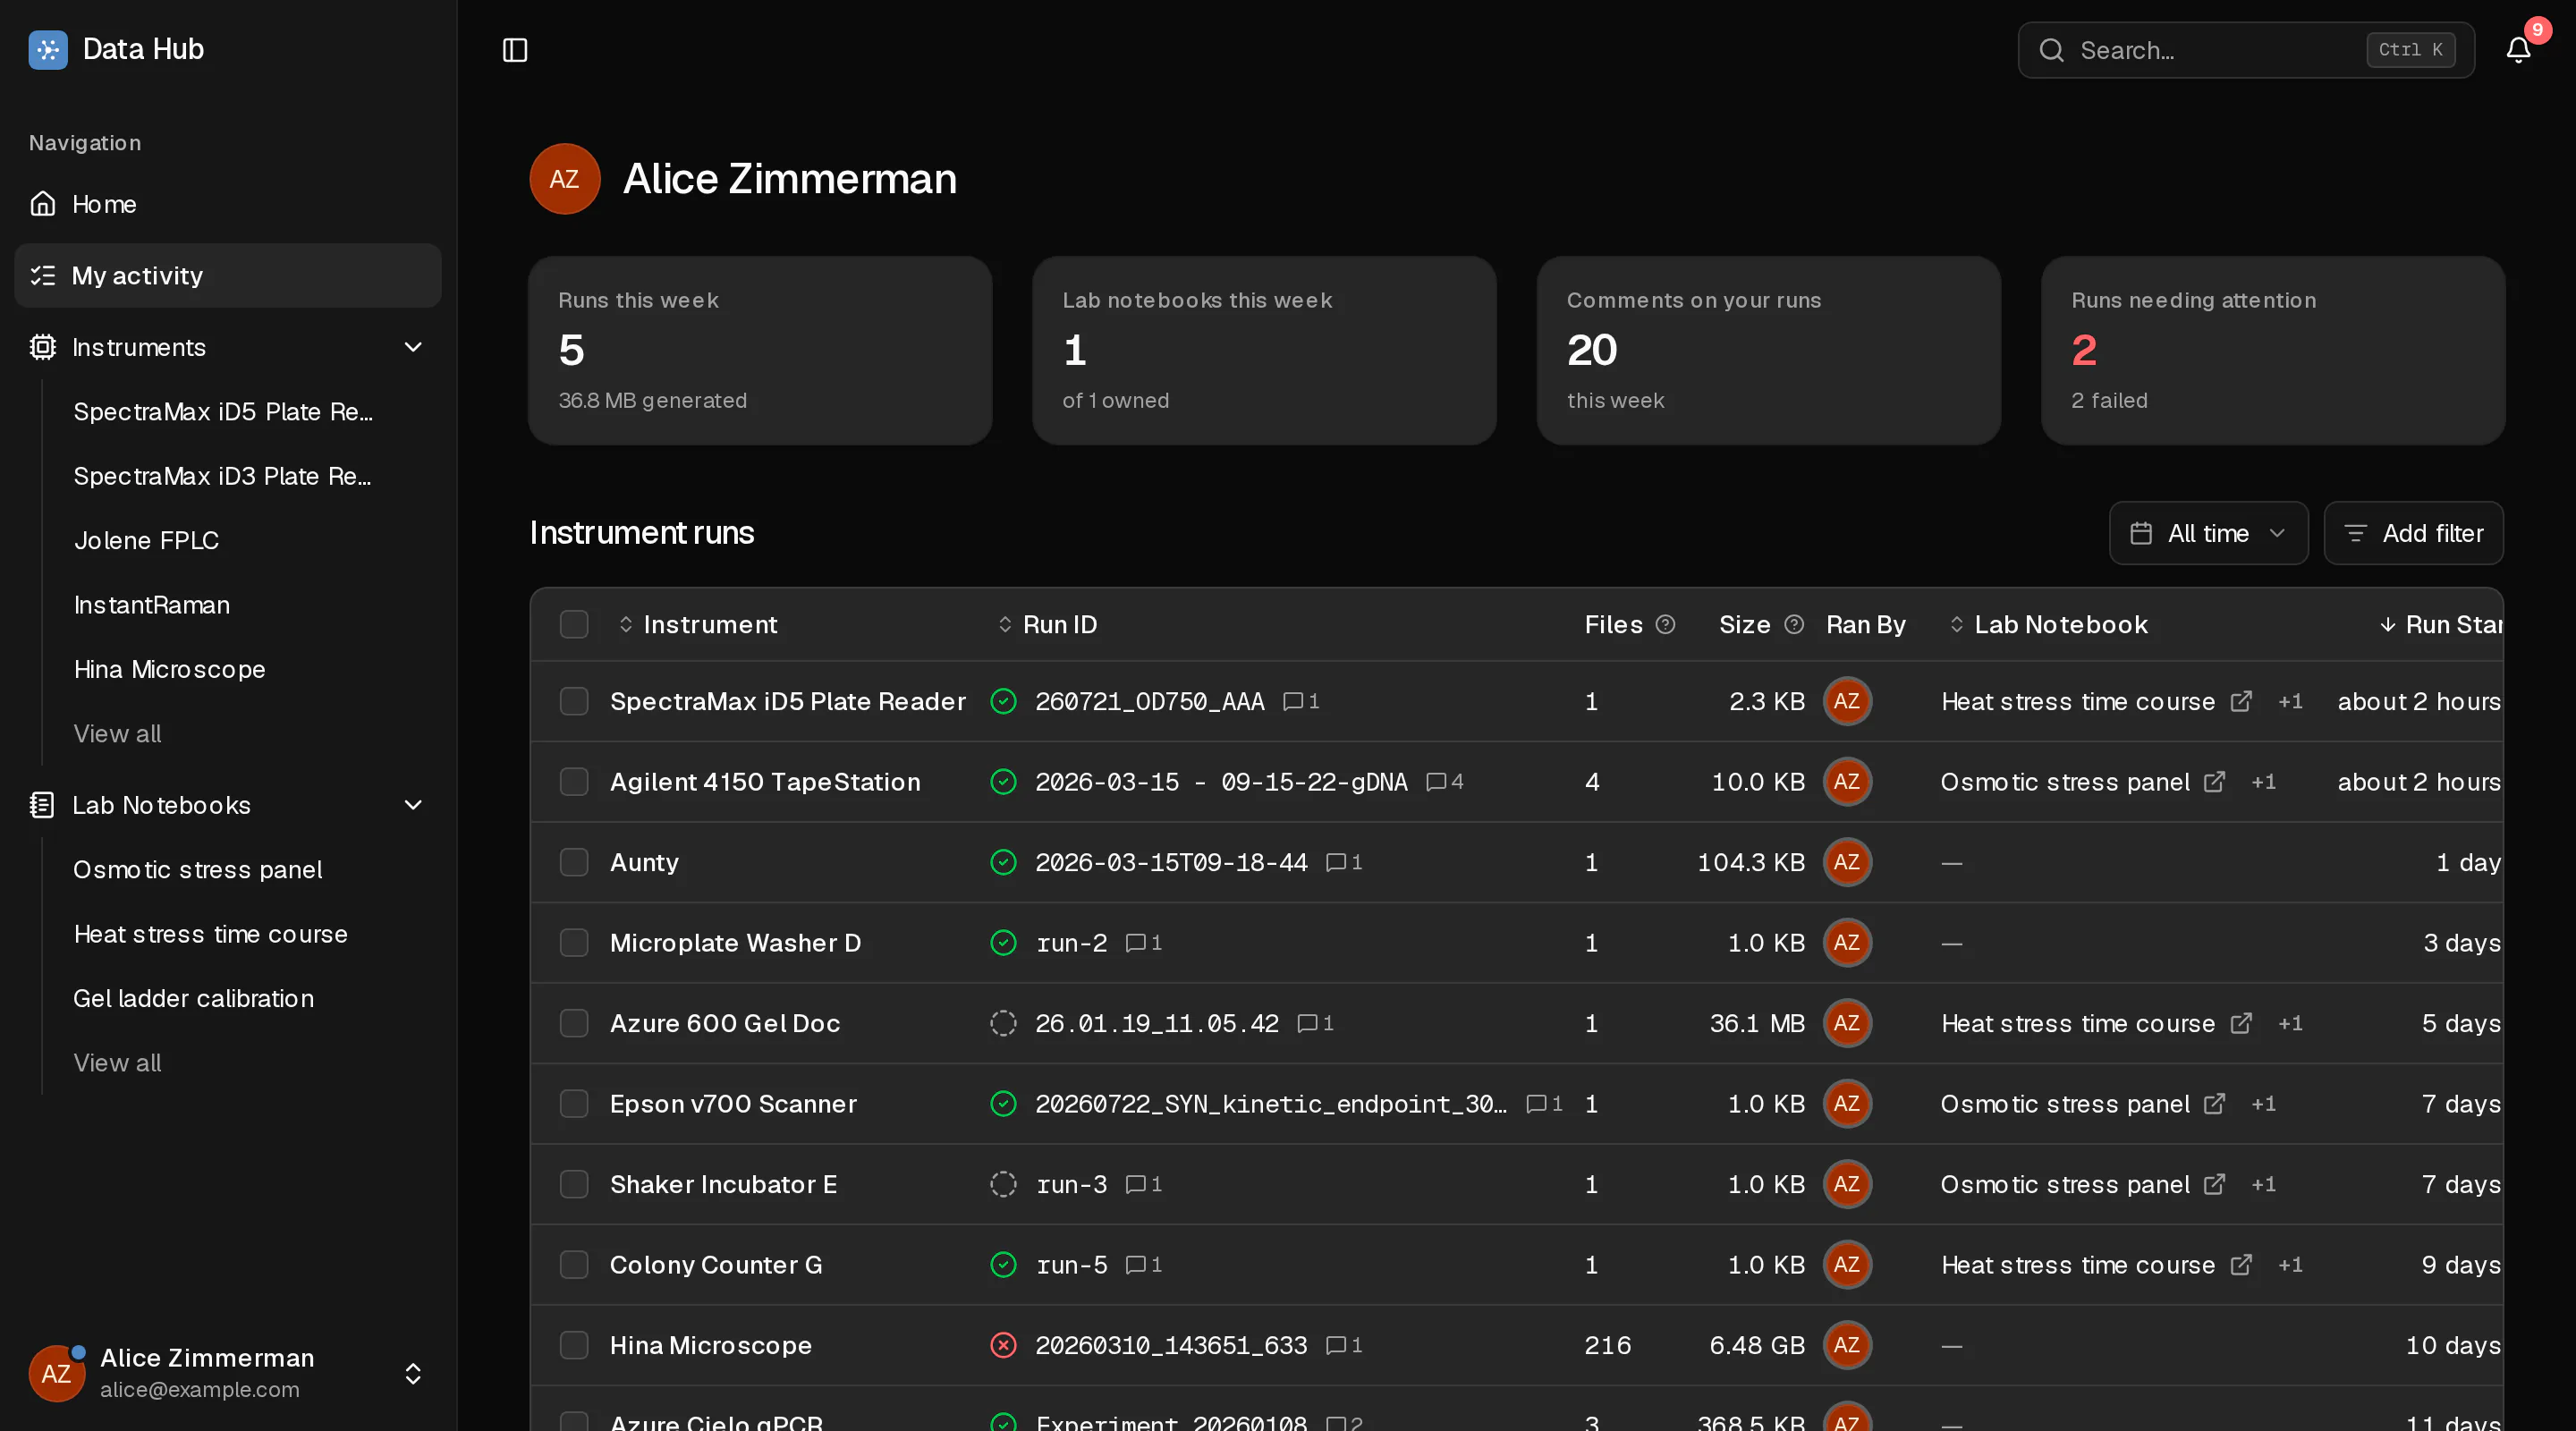 Data Hub
Search...
Ctrl K
9
Navigation
Home
My activity
Instruments
SpectraMax iD5 Plate Re...
SpectraMax iD3 Plate Re...
Jolene FPLC
InstantRaman
Hina Microscope
View all
Lab Notebooks
Osmotic stress panel
Heat stress time course
Gel ladder calibration
View all
AZ
Alice Zimmerman
alice@example.com
AZ
Alice Zimmerman
Runs this week
5
36.8 MB generated
Lab notebooks this week
1
of 1 owned
Comments on your runs
20
this week
Runs needing attention
2
2 failed
Instrument runs
All time
Add filter
Instrument Run ID Files Size Ran By Lab Notebook Run Star
SpectraMax iD5 Plate Reader 260721_OD750_AAA 1 1 2.3 KB AZ Heat stress time course +1 about 2 hours
Agilent 4150 TapeStation 2026-03-15 - 09-15-22-gDNA 4 4 10.0 KB AZ Osmotic stress panel +1 about 2 hours
Aunty 2026-03-15T09-18-44 1 1 104.3 KB AZ — 1 day
Microplate Washer D run-2 1 1 1.0 KB AZ — 3 days
Azure 600 Gel Doc 26.01.19_11.05.42 1 1 36.1 MB AZ Heat stress time course +1 5 days
Epson v700 Scanner 20260722_SYN_kinetic_endpoint_30... 1 1 1.0 KB AZ Osmotic stress panel +1 7 days
Shaker Incubator E run-3 1 1 1.0 KB AZ Osmotic stress panel +1 7 days
Colony Counter G run-5 1 1 1.0 KB AZ Heat stress time course +1 9 days
Hina Microscope 20260310_143651_633 1 216 6.48 GB AZ — 10 days
Azure Cielo qPCR Experiment_20260108 2 3 368.5 KB AZ — 11 days